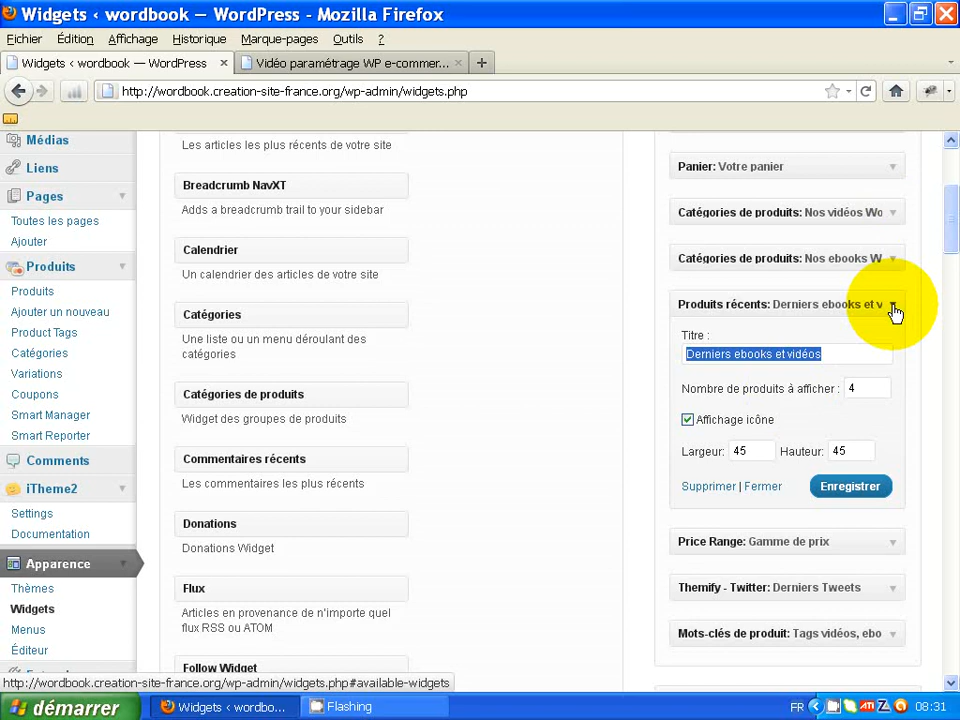 Widgets ‹ wordbook — WordPress - Mozilla Firefox
Fichier Édition Affichage Historique Marque-pages Outils ?
Widgets ‹ wordbook — WordPress × Vidéo paramétrage WP e-commer... × +
http://wordbook.creation-site-france.org/wp-admin/widgets.php
Médias
Liens
Pages
Toutes les pages
Ajouter
Produits
Produits
Ajouter un nouveau
Product Tags
Catégories
Variations
Coupons
Smart Manager
Smart Reporter
Comments
iTheme2
Settings
Documentation
Apparence
Thèmes
Widgets
Menus
Éditeur
Les articles les plus récents de votre site
Breadcrumb NavXT
Adds a breadcrumb trail to your sidebar
Calendrier
Un calendrier des articles de votre site
Catégories
Une liste ou un menu déroulant des
catégories
Catégories de produits
Widget des groupes de produits
Commentaires récents
Les commentaires les plus récents
Donations
Donations Widget
Flux
Articles en provenance de n'importe quel
flux RSS ou ATOM
Follow Widget
Panier: Votre panier
Catégories de produits: Nos vidéos Wo
Catégories de produits: Nos ebooks W
Produits récents: Derniers ebooks et v
Titre :
Derniers ebooks et vidéos
Nombre de produits à afficher : 4
Affichage icône
Largeur: 45 Hauteur: 45
Supprimer | Fermer Enregistrer
Price Range: Gamme de prix
Themify - Twitter: Derniers Tweets
Mots-clés de produit: Tags vidéos, ebo
http://wordbook.creation-site-france.org/wp-admin/widgets.php#available-widgets
démarrer Widgets ‹ wordbo... Flashing FR 08:31